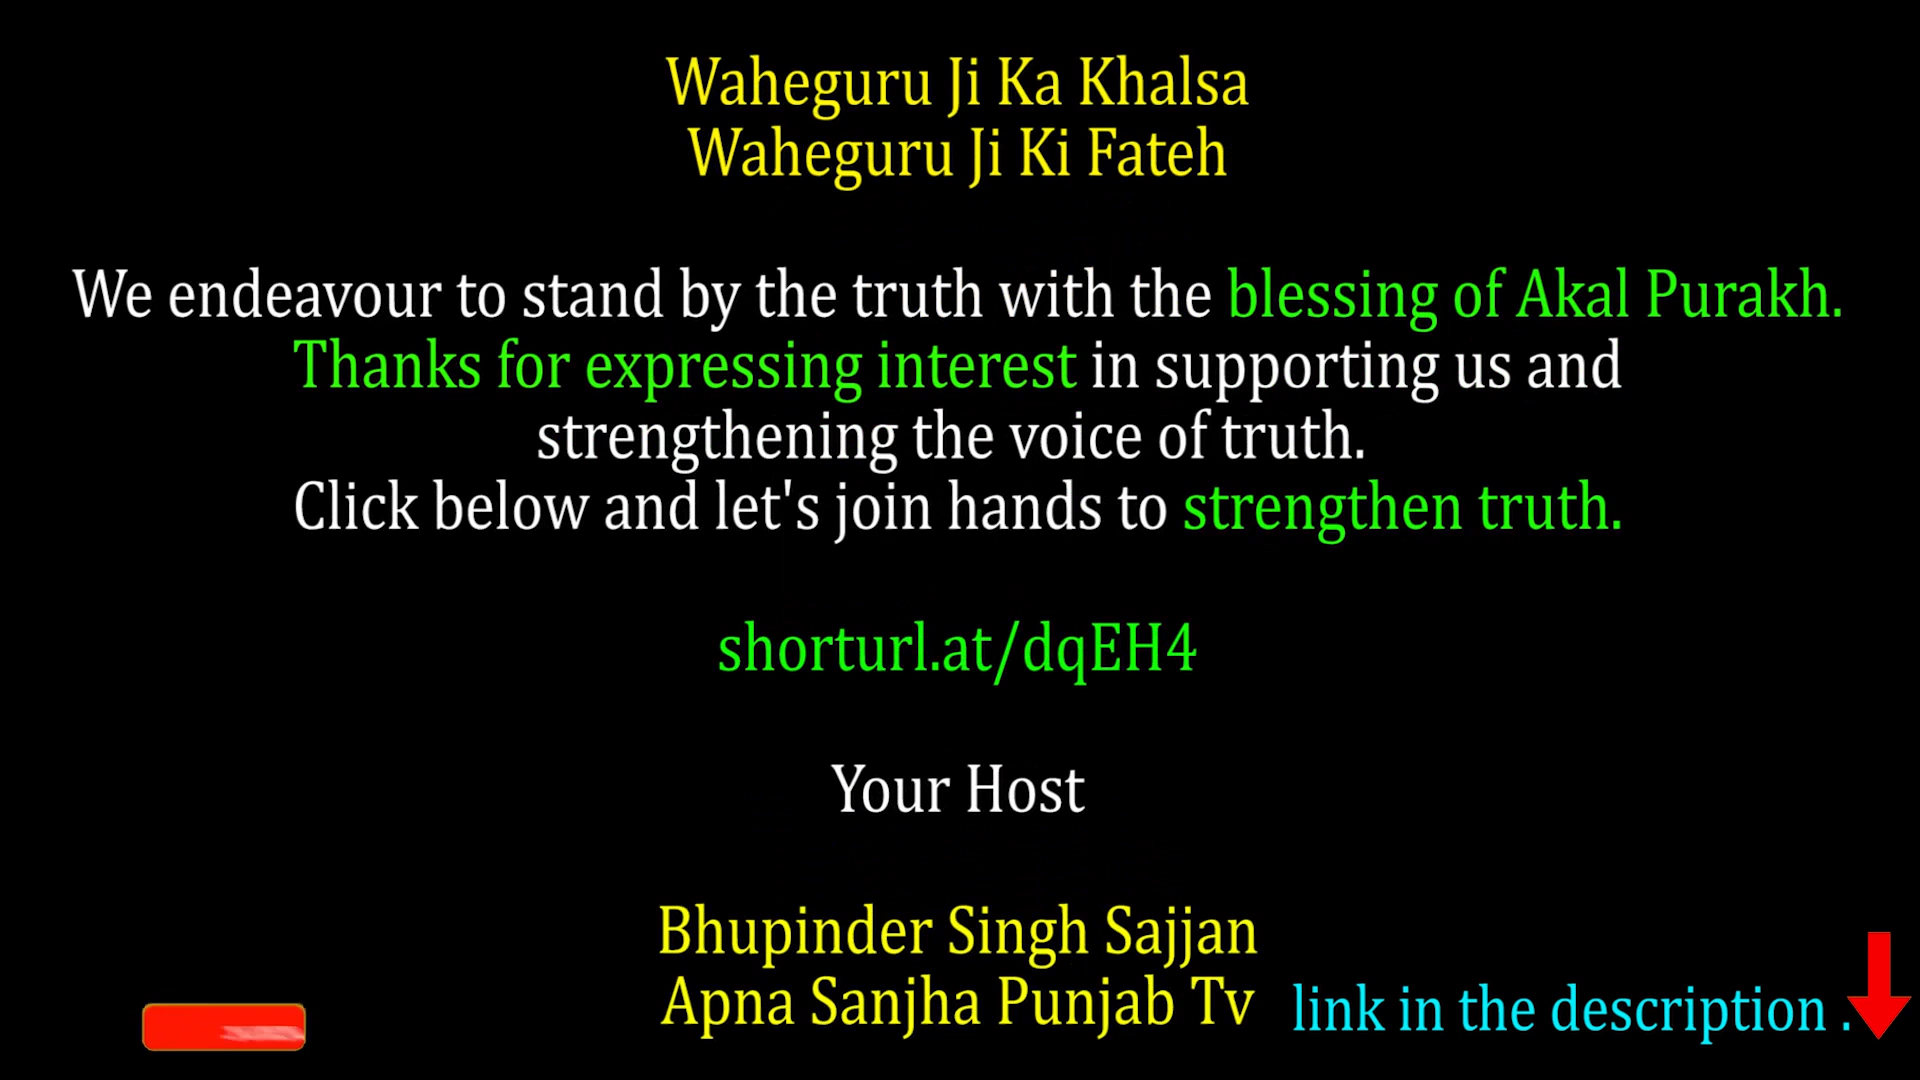 Waheguru Ji Ka Khalsa
Waheguru Ji Ki Fateh
We endeavour to stand by the truth with the blessing of Akal Purakh.
Thanks for expressing interest in supporting us and
strengthening the voice of truth.
Click below and let's join hands to strengthen truth.
shorturl.at/dqEH4
Your Host
Bhupinder Singh Sajjan
Apna Sanjha Punjab Tv
link in the description .